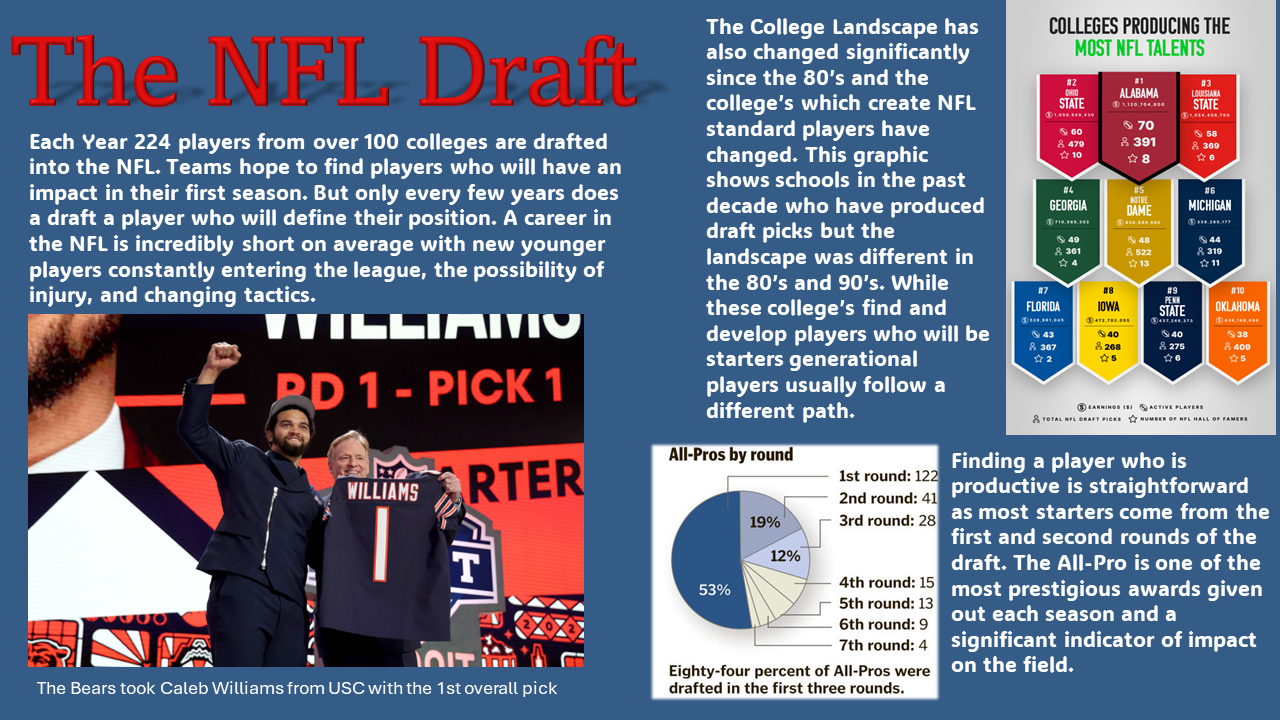 The NFL Draft
Each Year 224 players from over 100 colleges are drafted
into the NFL. Teams hope to find players who will have an
impact in their first season. But only every few years does
a draft a player who will define their position. A career in
the NFL is incredibly short on average with new younger
players constantly entering the league, the possibility of
injury, and changing tactics.
WILLIAMS
RD 1 - PICK 1
ARTER
WILLIAMS
1
The Bears took Caleb Williams from USC with the 1st overall pick
The College Landscape has
also changed significantly
since the 80's and the
college's which create NFL
standard players have
changed. This graphic
shows schools in the past
decade who have produced
draft picks but the
landscape was different in
the 80's and 90's. While
these college's find and
develop players who will be
starters generational
players usually follow a
different path.
COLLEGES PRODUCING THE
MOST NFL TALENTS
#2
OHIO
STATE
60
479
10
#1
ALABAMA
1,120,704,800
70
391
8
#3
LOUISIANA
STATE
58
369
6
#4
GEORGIA
49
361
4
#5
NOTRE
DAME
48
522
13
#6
MICHIGAN
44
319
11
#7
FLORIDA
43
367
2
#8
IOWA
40
268
5
#9
PENN
STATE
40
275
6
#10
OKLAHOMA
38
409
5
EARNINGS ($) ACTIVE PLAYERS
TOTAL NFL DRAFT PICKS NUMBER OF NFL HALL OF FAMERS
All-Pros by round
1st round: 122
2nd round: 41
3rd round: 28
19%
12%
53%
4th round: 15
5th round: 13
6th round: 9
7th round: 4
Eighty-four percent of All-Pros were
drafted in the first three rounds.
Finding a player who is
productive is straightforward
as most starters come from the
first and second rounds of the
draft. The All-Pro is one of the
most prestigious awards given
out each season and a
significant indicator of impact
on the field.